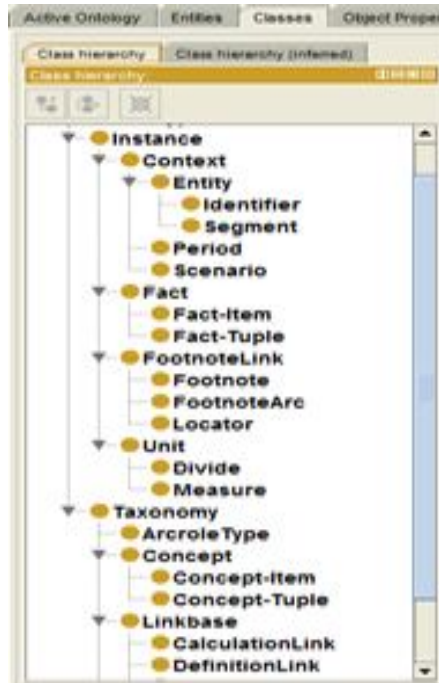 Active Ontology Entities Classes Object Prope
Class hierarchy Class hierarchy (inferred)
Class hierarchy:
Instance
Context
Entity
Identifier
Segment
Period
Scenario
Fact
Fact-Item
Fact-Tuple
FootnoteLink
Footnote
FootnoteArc
Locator
Unit
Divide
Measure
Taxonomy
ArcroleType
Concept
Concept-Item
Concept-Tuple
Linkbase
CalculationLink
DefinitionLink